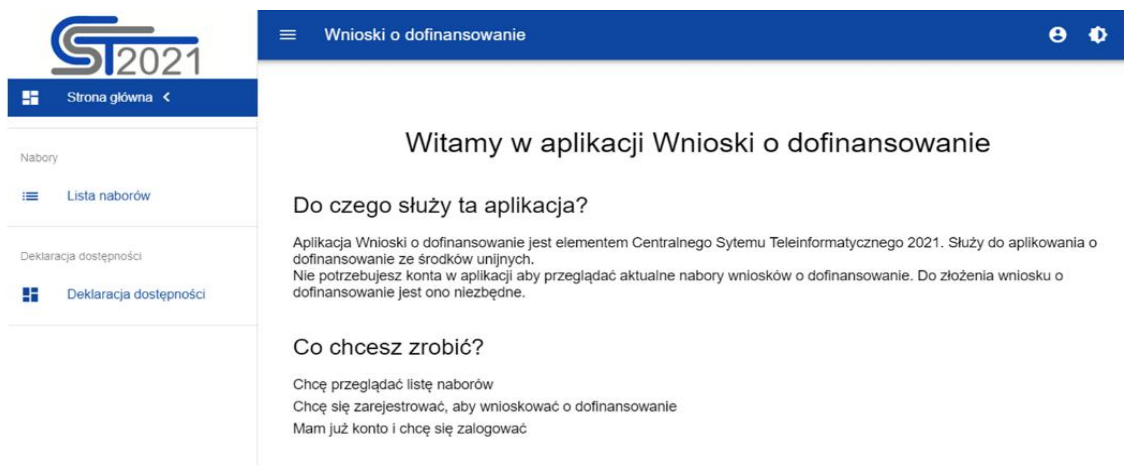 CST2021
Wnioski o dofinansowanie
Strona główna
Nabory
Lista naborów
Deklaracja dostępności
Deklaracja dostępności
Witamy w aplikacji Wnioski o dofinansowanie
Do czego służy ta aplikacja?
Aplikacja Wnioski o dofinansowanie jest elementem Centralnego Sytemu Teleinformatycznego 2021. Służy do aplikowania o
dofinansowanie ze środków unijnych.
Nie potrzebujesz konta w aplikacji aby przeglądać aktualne nabory wniosków o dofinansowanie. Do złożenia wniosku o
dofinansowanie jest ono niezbędne.
Co chcesz zrobić?
Chcę przeglądać listę naborów
Chcę się zarejestrować, aby wnioskować o dofinansowanie
Mam już konto i chcę się zalogować